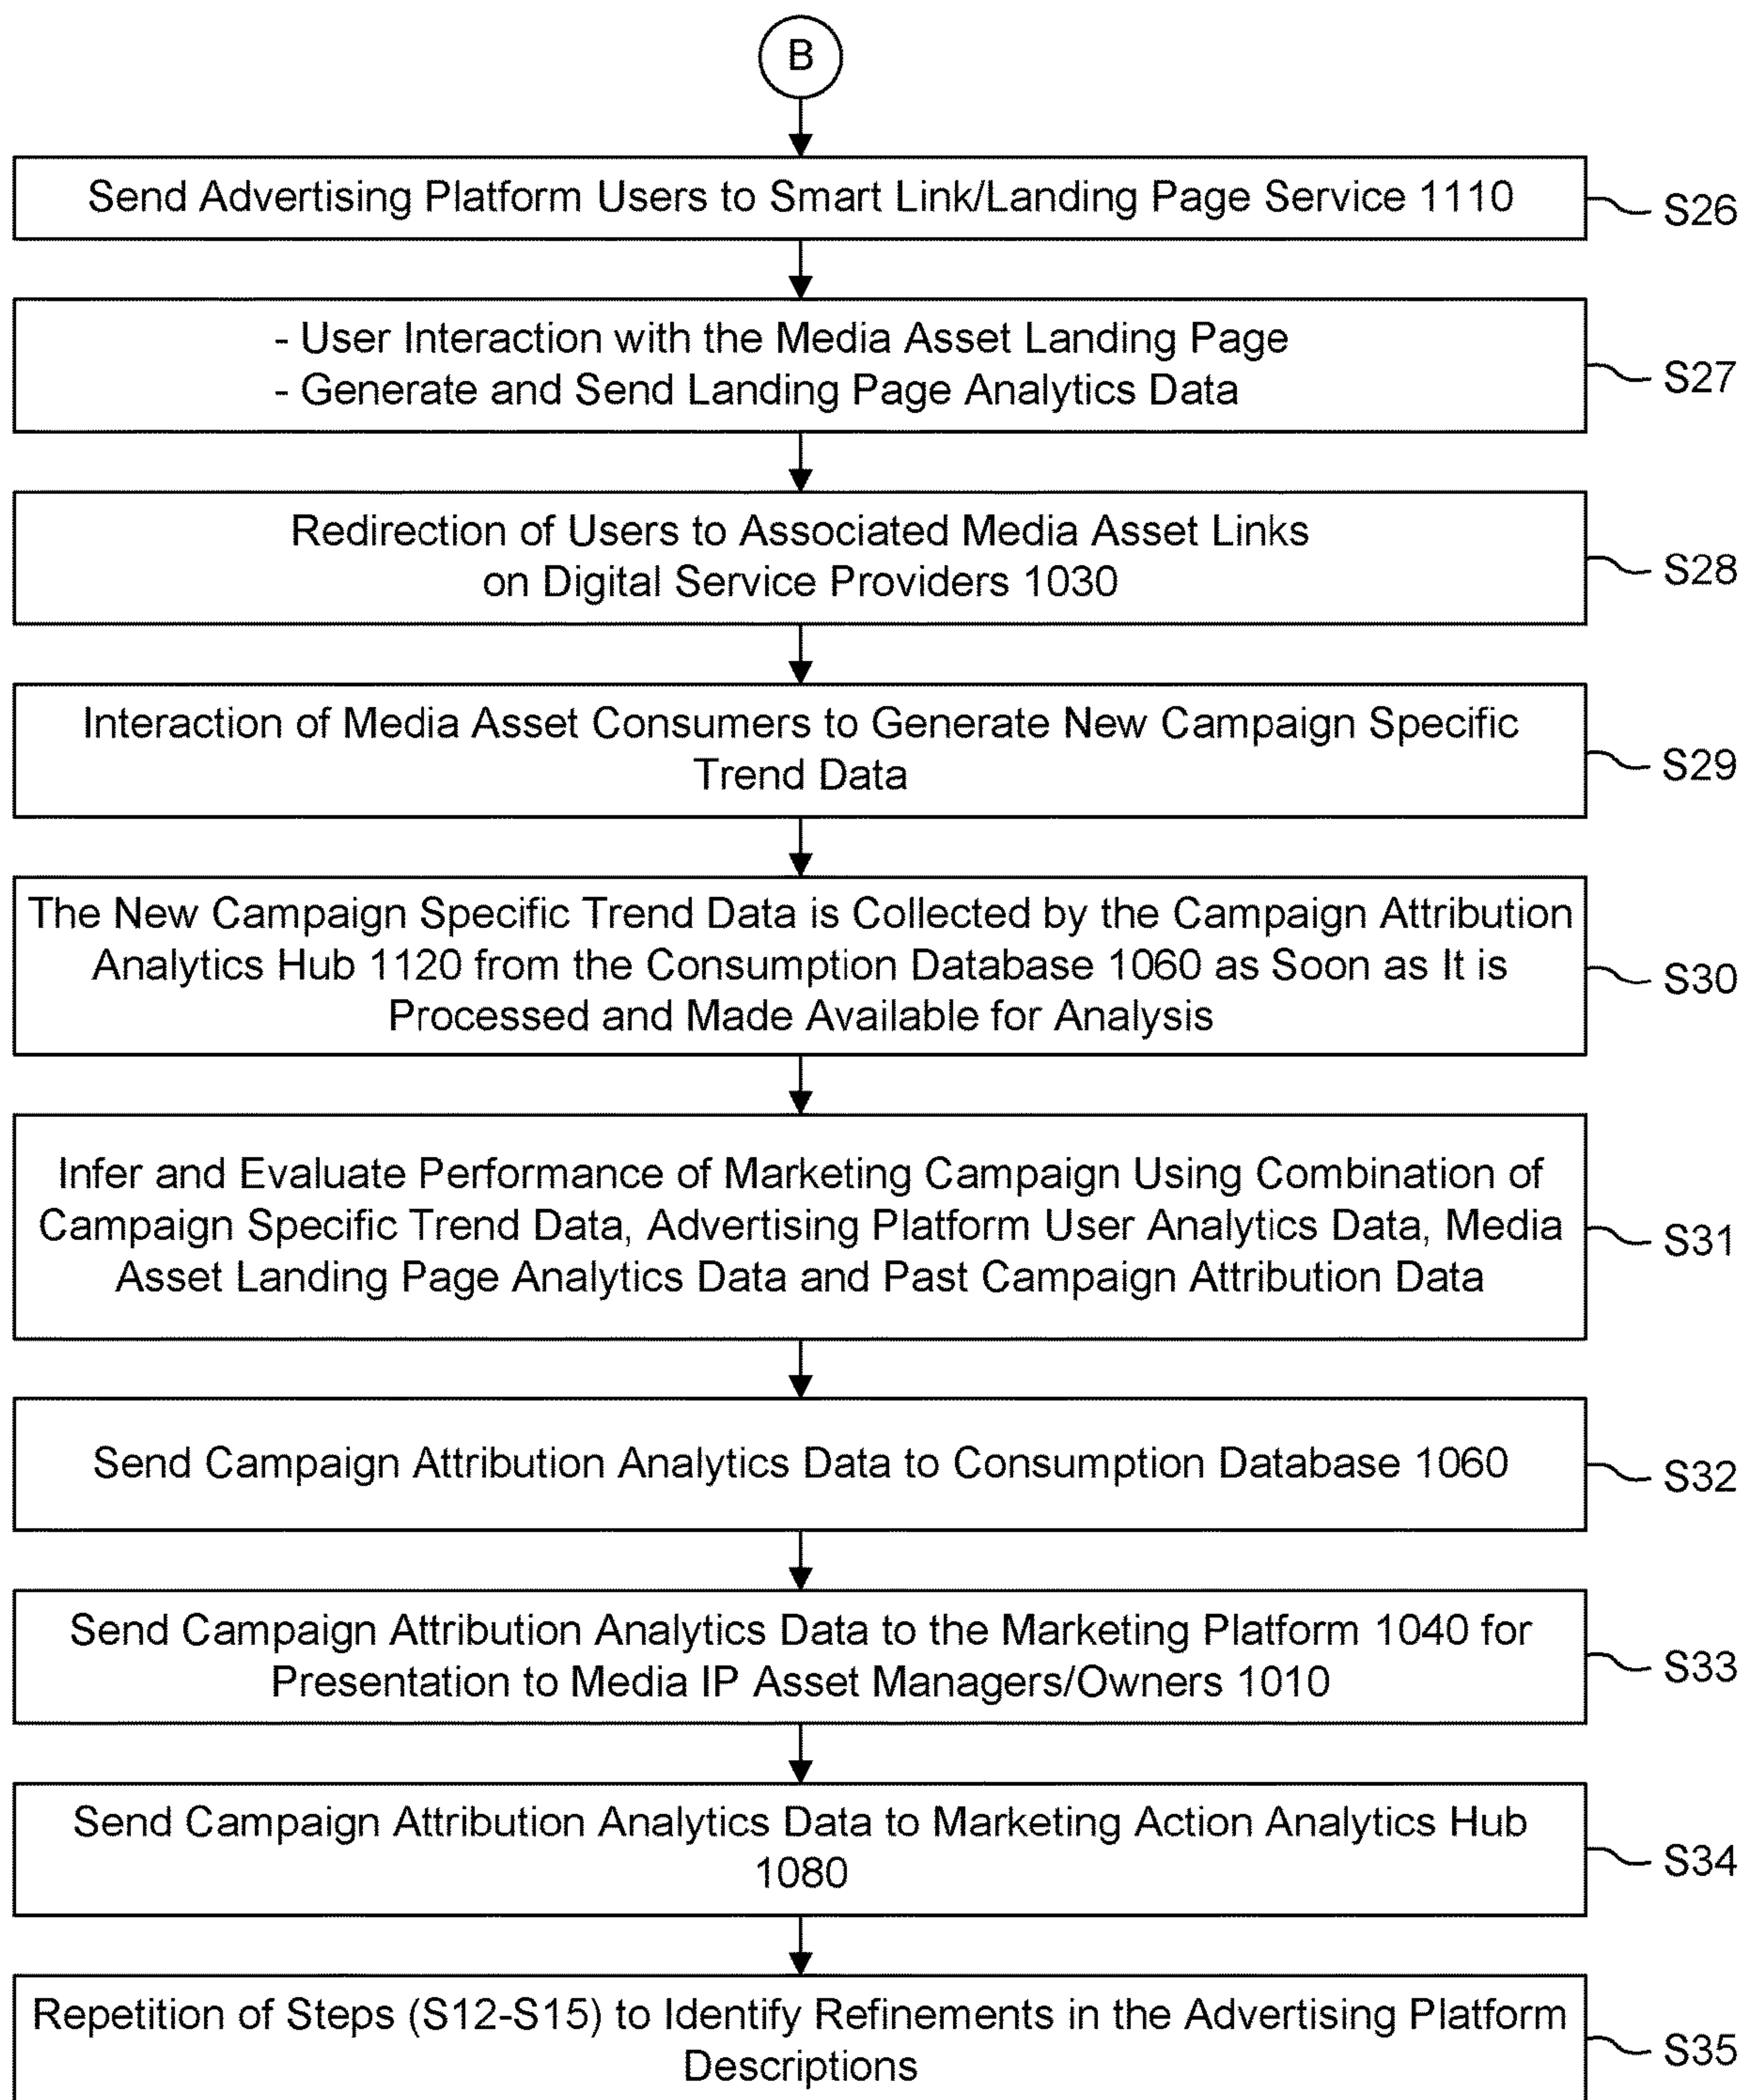 B
Send Advertising Platform Users to Smart Link/Landing Page Service 1110
S26
- User Interaction with the Media Asset Landing Page
- Generate and Send Landing Page Analytics Data
S27
Redirection of Users to Associated Media Asset Links
on Digital Service Providers 1030
S28
Interaction of Media Asset Consumers to Generate New Campaign Specific
Trend Data
S29
The New Campaign Specific Trend Data is Collected by the Campaign Attribution
Analytics Hub 1120 from the Consumption Database 1060 as Soon as It is
Processed and Made Available for Analysis
S30
Infer and Evaluate Performance of Marketing Campaign Using Combination of
Campaign Specific Trend Data, Advertising Platform User Analytics Data, Media
Asset Landing Page Analytics Data and Past Campaign Attribution Data
S31
Send Campaign Attribution Analytics Data to Consumption Database 1060
S32
Send Campaign Attribution Analytics Data to the Marketing Platform 1040 for
Presentation to Media IP Asset Managers/Owners 1010
S33
Send Campaign Attribution Analytics Data to Marketing Action Analytics Hub
1080
S34
Repetition of Steps (S12-S15) to Identify Refinements in the Advertising Platform
Descriptions
S35